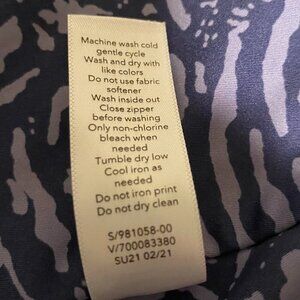 Machine wash cold
gentle cycle
Wash and dry with
like colors
Do not use fabric
softener
Wash inside out
Close zipper
before washing
Only non-chlorine
bleach when
needed
Tumble dry low
Cool iron as
needed
Do not iron print
Do not dry clean
S/981058-00
V/700083380
SU21 02/21